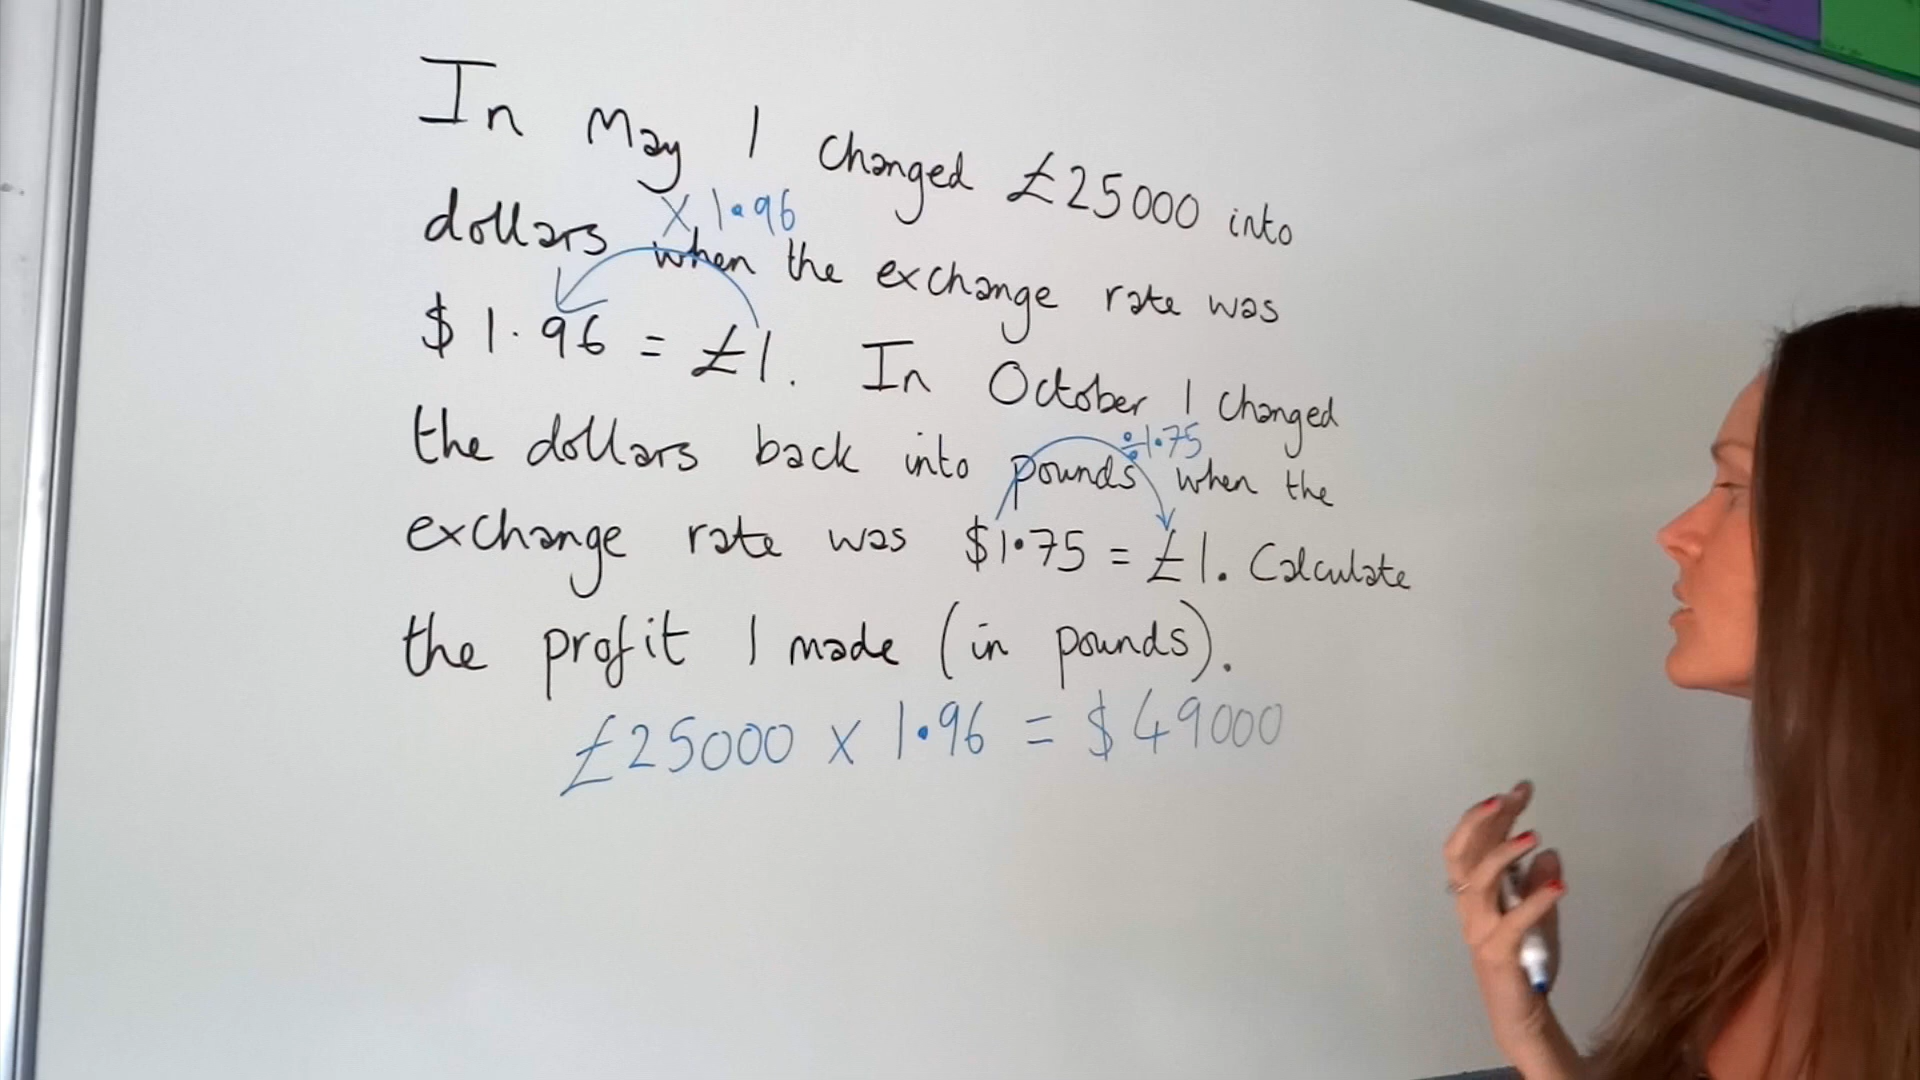 In May I changed £25000 into
× 1.96
dollars when the exchange rate was
$1.96 = £1. In October I changed
÷1.75
the dollars back into pounds when the
exchange rate was $1.75 = £1. Calculate
the profit I made (in pounds).
£25000 × 1.96 = $49000